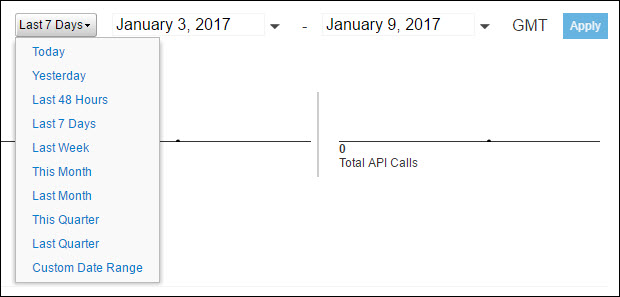 Last 7 Days January 3, 2017 - January 9, 2017 GMT Apply
Today
Yesterday
Last 48 Hours
Last 7 Days
Last Week
This Month
Last Month
This Quarter
Last Quarter
Custom Date Range
0
Total API Calls